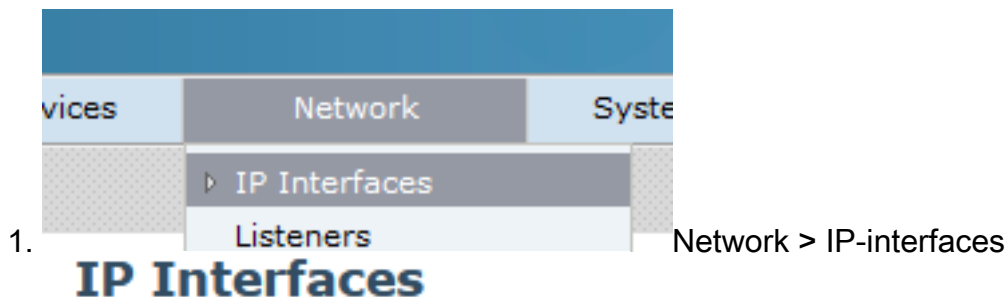 vices Network Syste
IP Interfaces
Listeners
1. Network > IP-interfaces
IP Interfaces